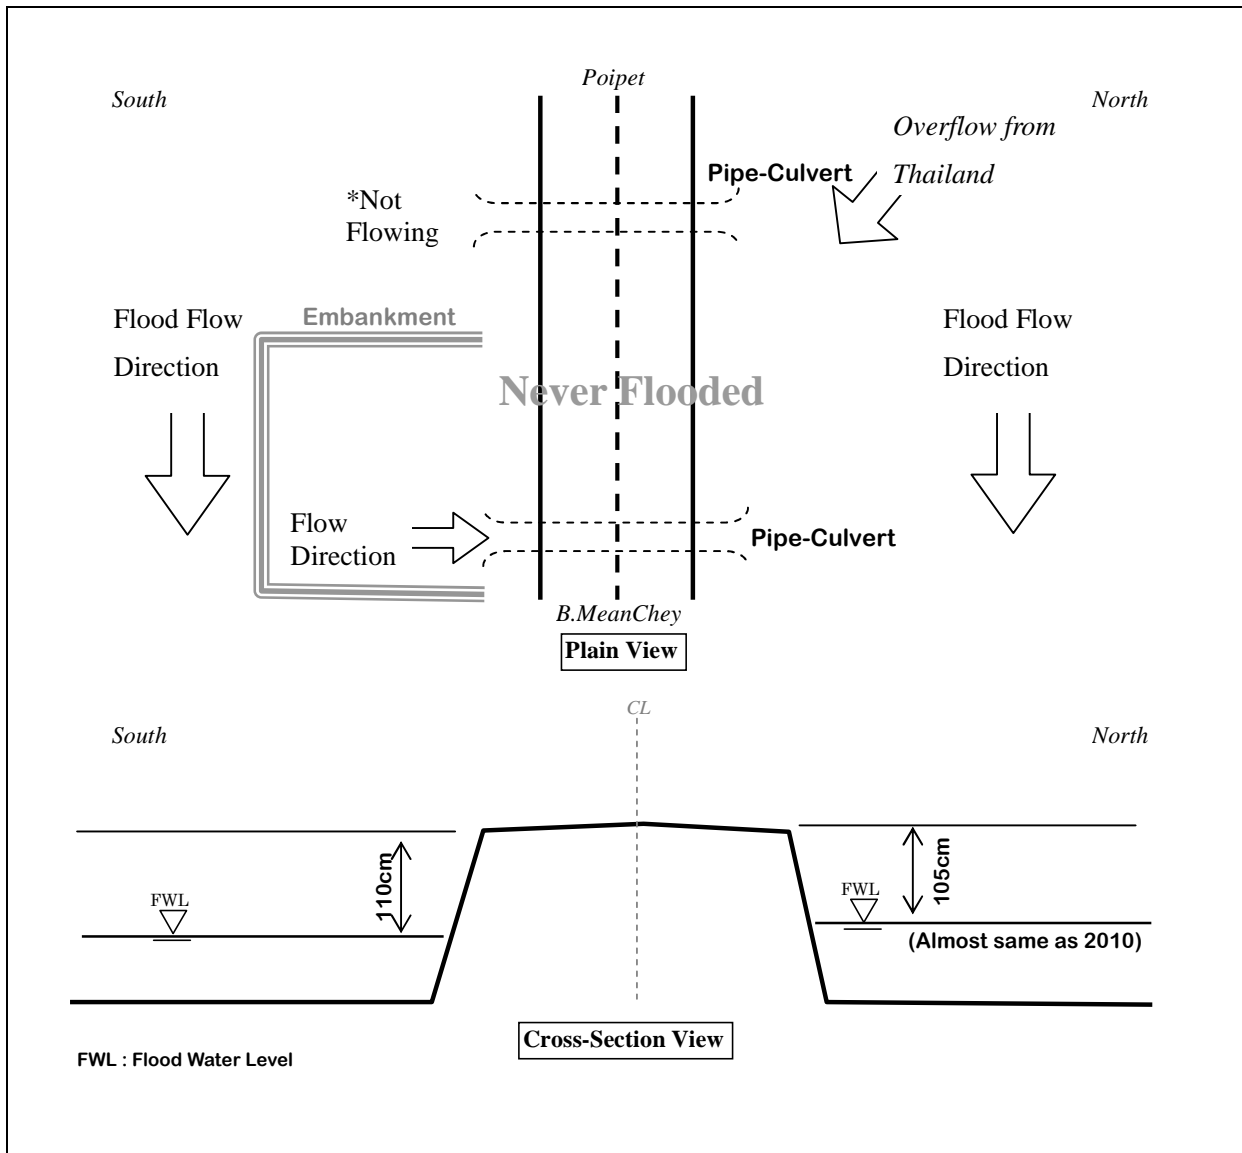 Poipet
South
North
Overflow from
Thailand
Pipe-Culvert
*Not
Flowing
Flood Flow
Direction
Embankment
Flood Flow
Direction
Never Flooded
Flow
Direction
Pipe-Culvert
B.MeanChey
Plain View
CL
South
North
110cm
105cm
FWL
FWL
(Almost same as 2010)
Cross-Section View
FWL : Flood Water Level